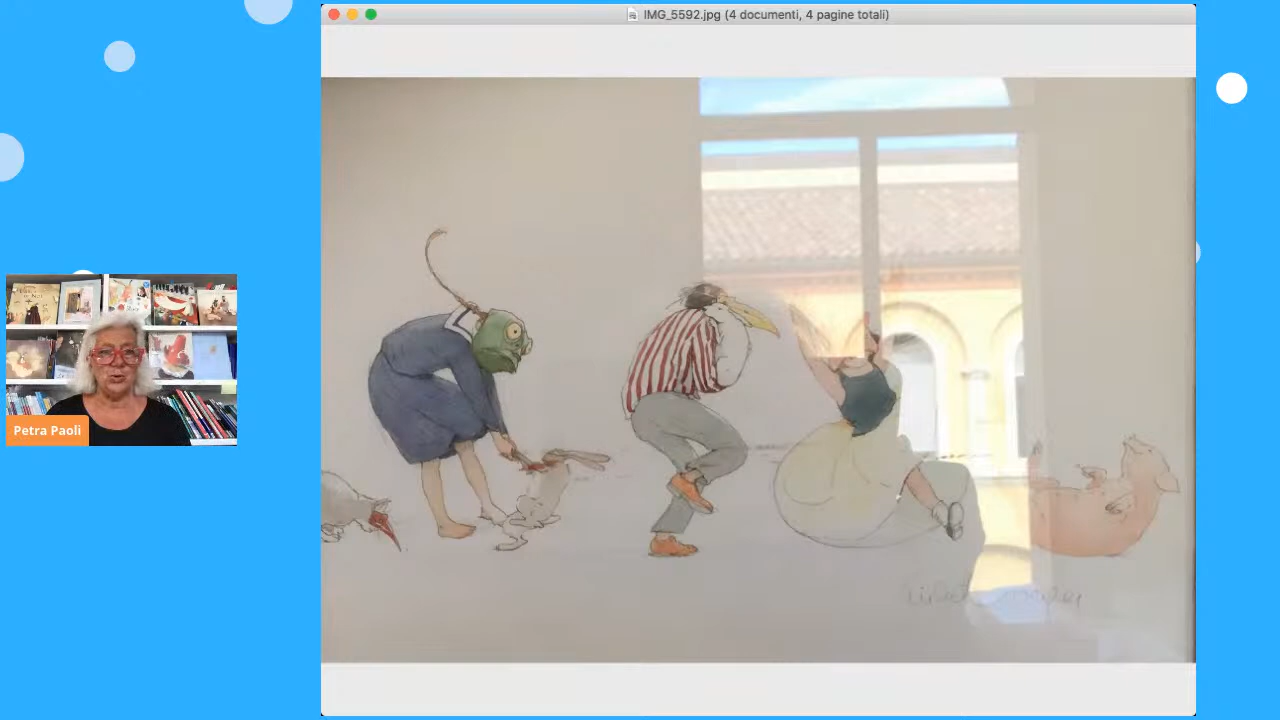 IMG_5592.jpg (4 documenti, 4 pagine totali)
Petra Paoli